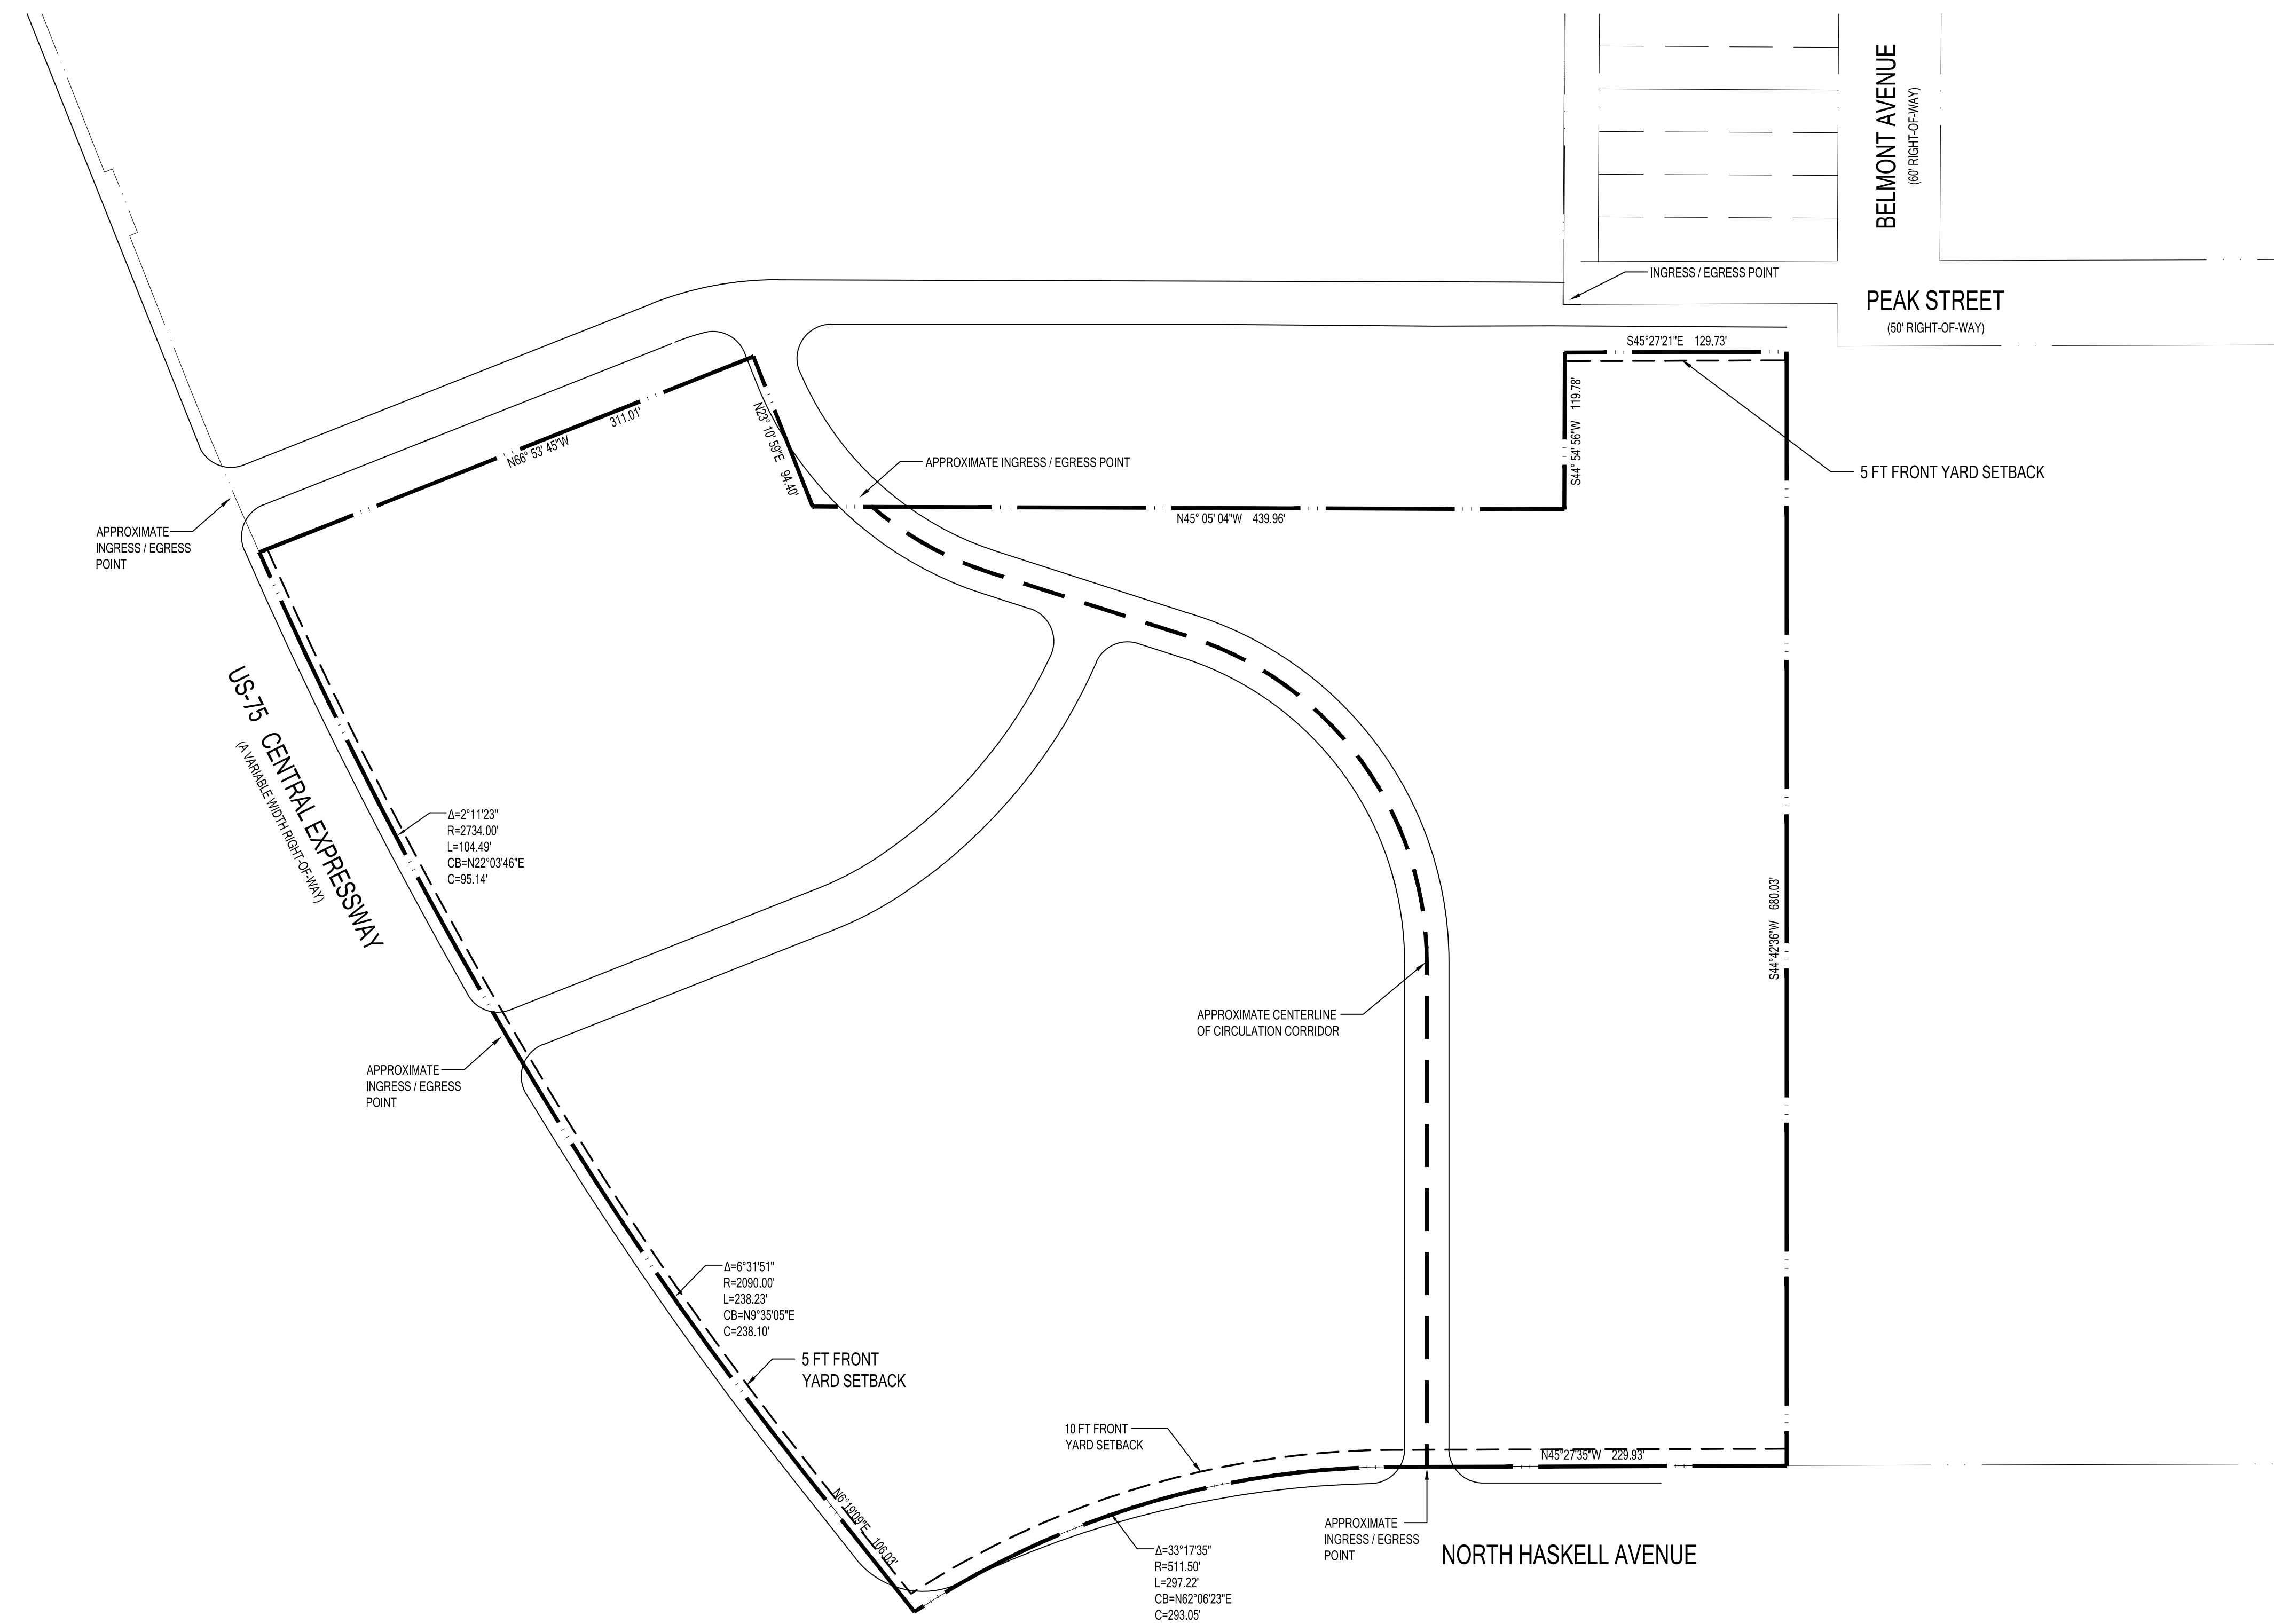 BELMONT AVENUE
(60' RIGHT-OF-WAY)
INGRESS / EGRESS POINT
PEAK STREET
(50' RIGHT-OF-WAY)
S45°27'21"E 129.73'
S44° 54' 56"W 119.78'
5 FT FRONT YARD SETBACK
N66° 53' 45"W 311.01'
N23° 10' 59"E 94.40'
APPROXIMATE INGRESS / EGRESS POINT
N45° 05' 04"W 439.96'
APPROXIMATE
INGRESS / EGRESS
POINT
US-75 CENTRAL EXPRESSWAY
(A VARIABLE WIDTH RIGHT-OF-WAY)
Δ=2°11'23"
R=2734.00'
L=104.49'
CB=N22°03'46"E
C=95.14'
S44°42'36"W 680.03'
APPROXIMATE CENTERLINE
OF CIRCULATION CORRIDOR
APPROXIMATE
INGRESS / EGRESS
POINT
Δ=6°31'51"
R=2090.00'
L=238.23'
CB=N9°35'05"E
C=238.10'
5 FT FRONT
YARD SETBACK
10 FT FRONT
YARD SETBACK
N45°27'35"W 229.93'
N6°19'09"E 106.03'
APPROXIMATE
INGRESS / EGRESS
POINT
NORTH HASKELL AVENUE
Δ=33°17'35"
R=511.50'
L=297.22'
CB=N62°06'23"E
C=293.05'